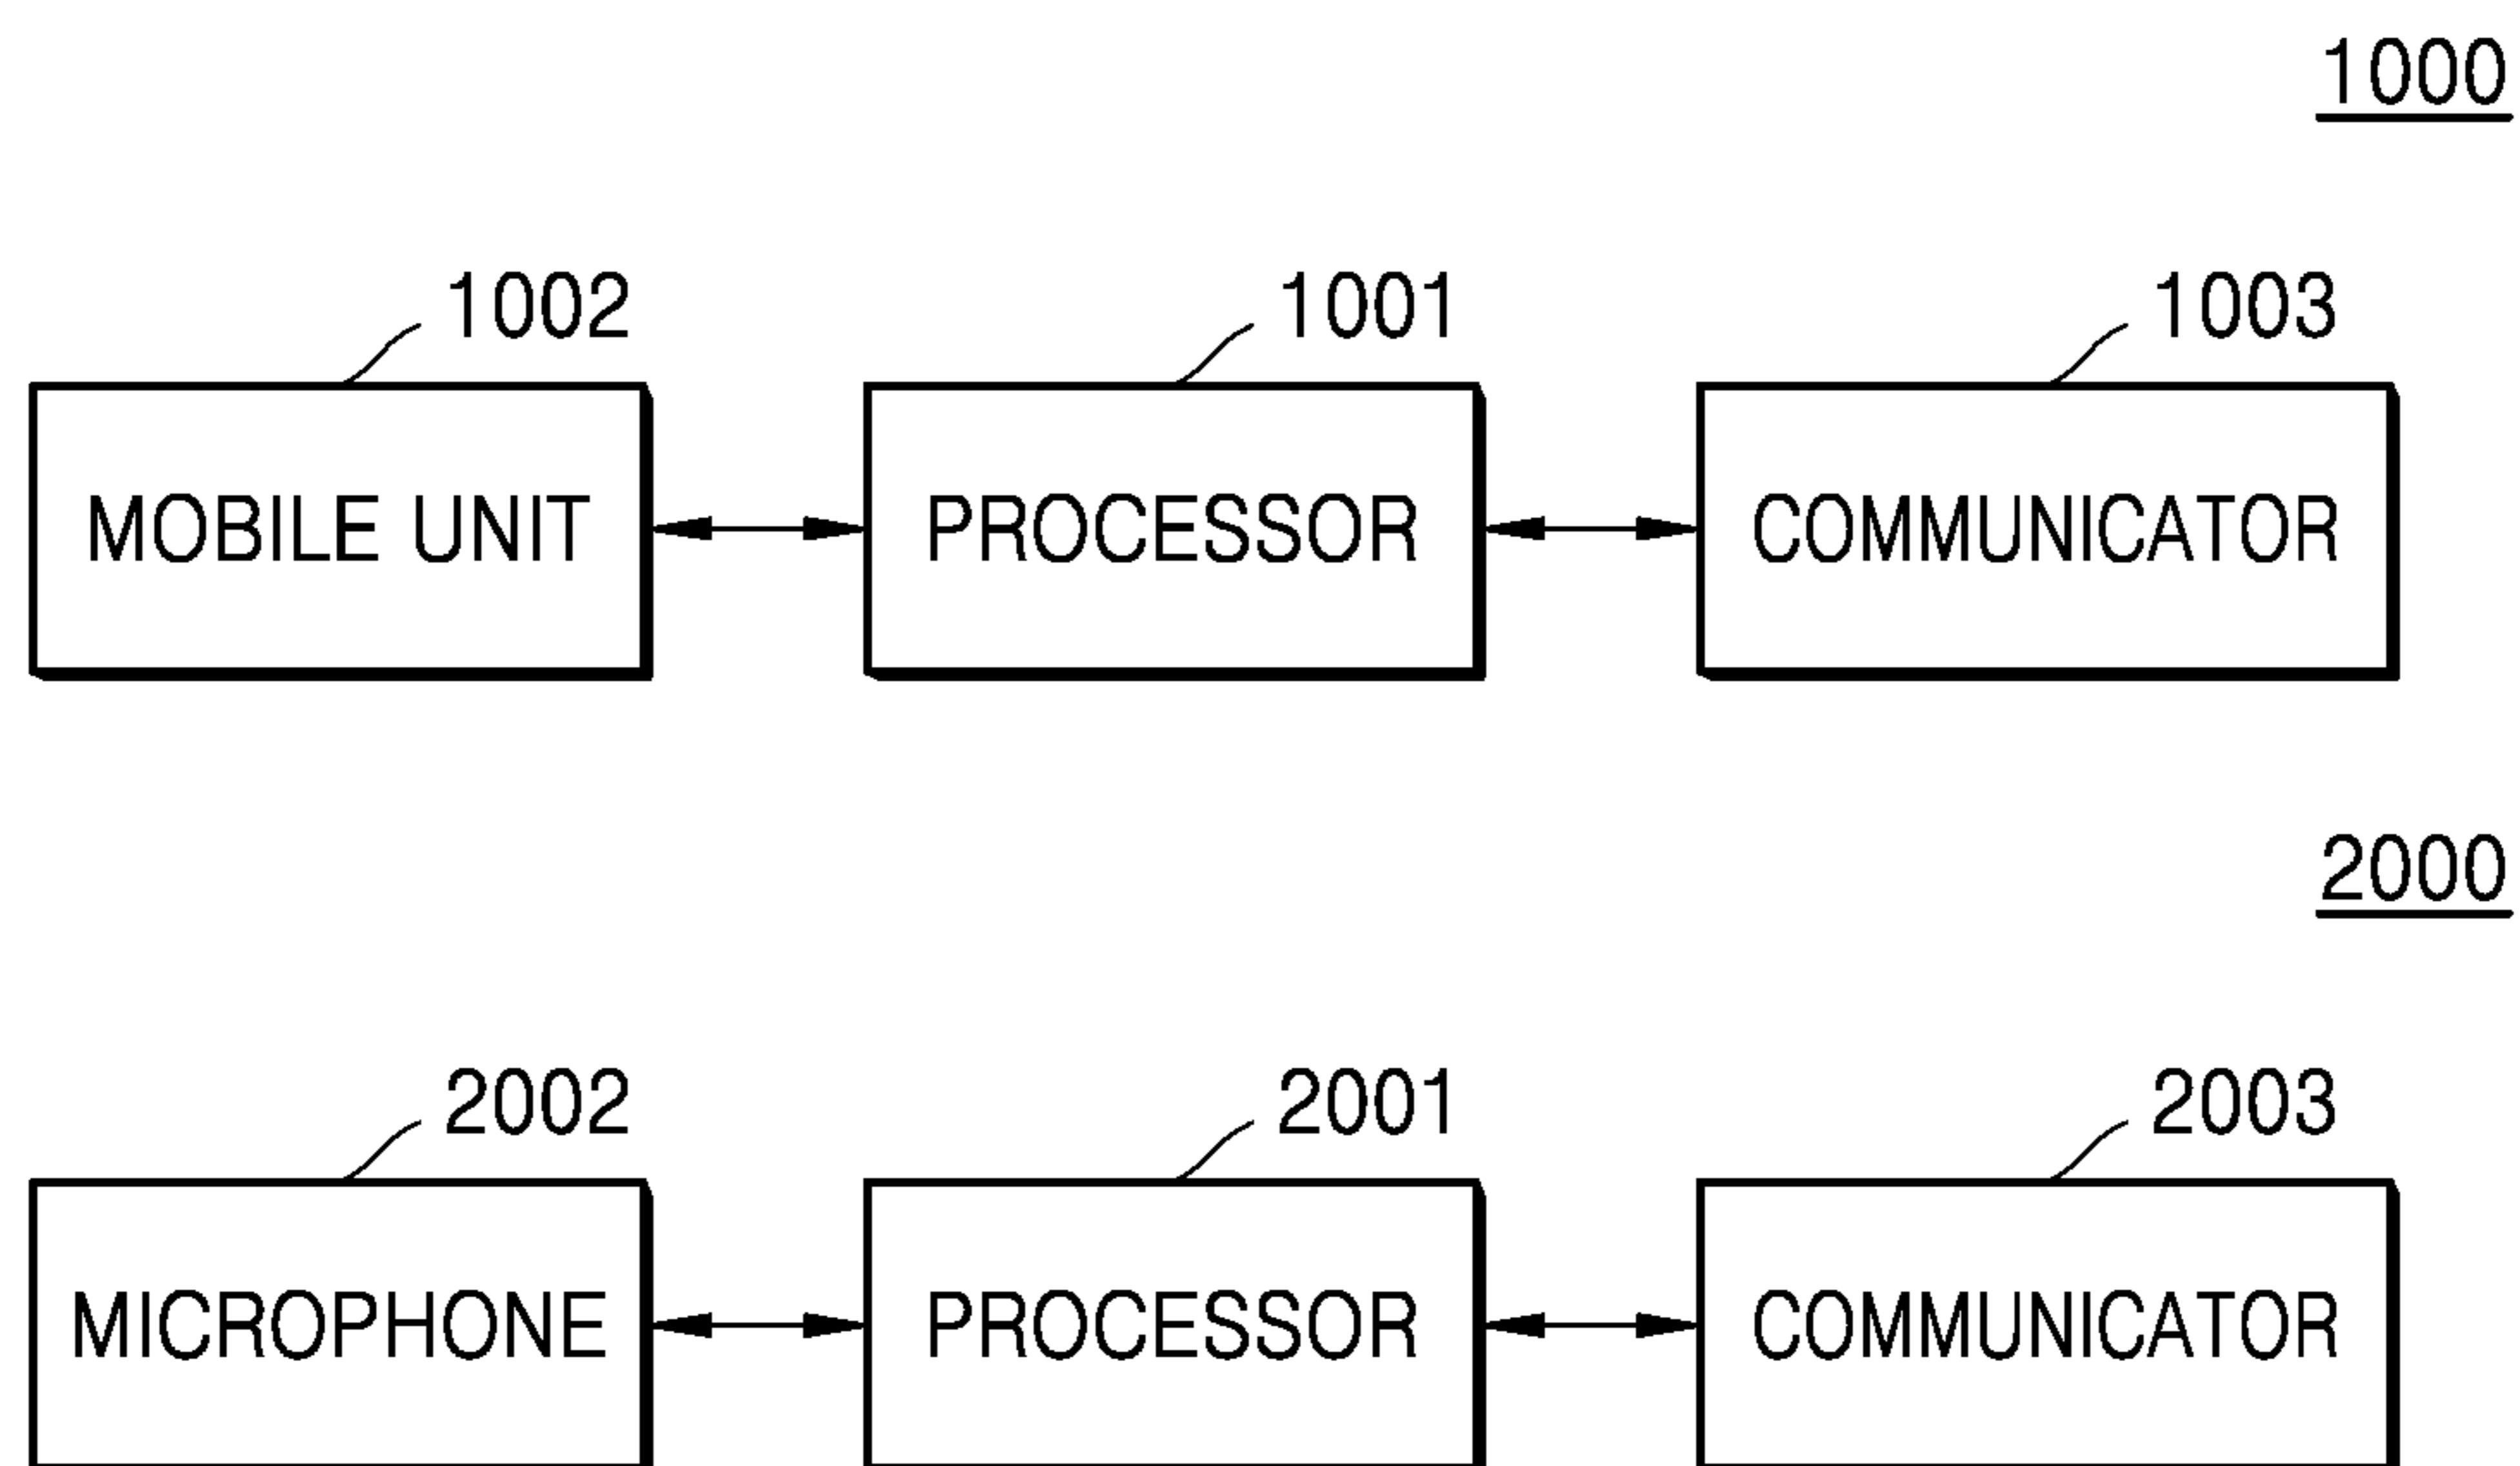 1000
1002 1001 1003
MOBILE UNIT PROCESSOR COMMUNICATOR
2000
2002 2001 2003
MICROPHONE PROCESSOR COMMUNICATOR